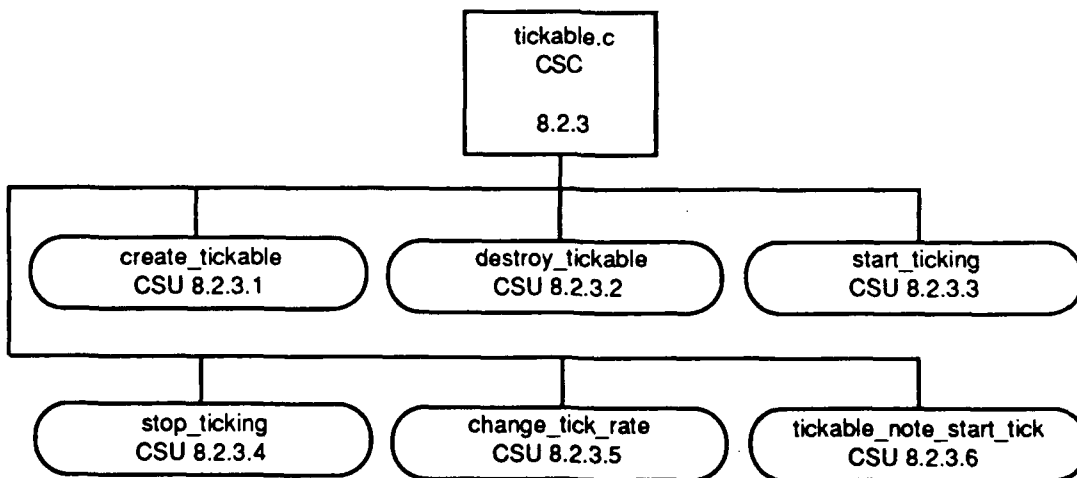 tickable.c
CSC
8.2.3
create_tickable
CSU 8.2.3.1
destroy_tickable
CSU 8.2.3.2
start_ticking
CSU 8.2.3.3
stop_ticking
CSU 8.2.3.4
change_tick_rate
CSU 8.2.3.5
tickable_note_start_tick
CSU 8.2.3.6